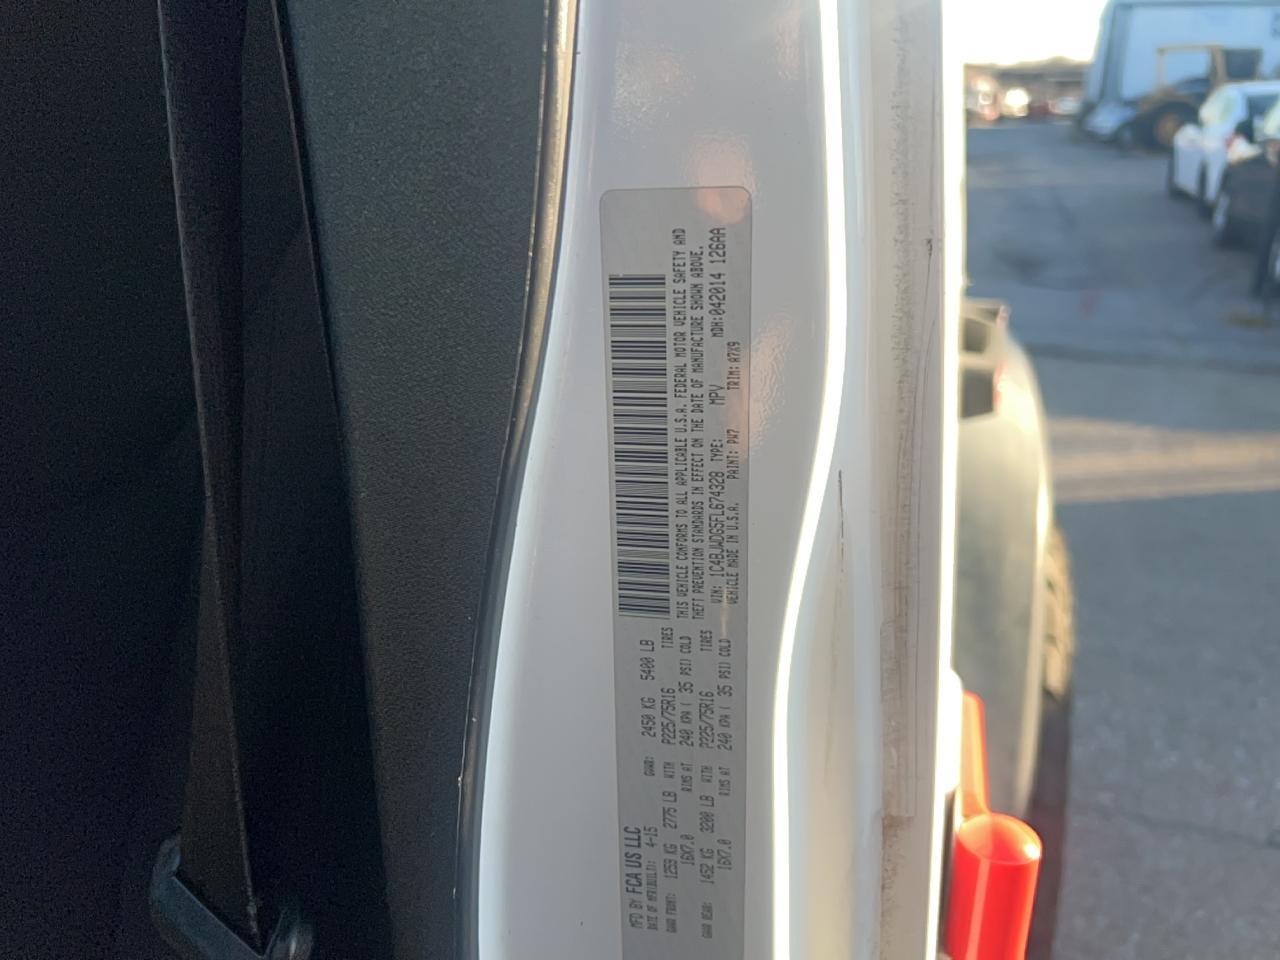 MFD BY FCA US LLC
DATE OF MFR(BUILT): 4-15 GVWR: 2450 KG 5400 LB
GAWR FRONT: 1259 KG 2775 LB WITH P225/75R16 TIRES
16X7.0 RIMS AT 240 KPA ( 35 PSI) COLD
GAWR REAR: 1452 KG 3200 LB WITH P225/75R16 TIRES
16X7.0 RIMS AT 240 KPA ( 35 PSI) COLD
THIS VEHICLE CONFORMS TO ALL APPLICABLE U.S.A. FEDERAL MOTOR VEHICLE SAFETY AND
THEFT PREVENTION STANDARDS IN EFFECT ON THE DATE OF MANUFACTURE SHOWN ABOVE.
VIN: 1C4BJWDG5FL674328 TYPE: MPV MDH:042014 126AA
VEHICLE MADE IN U.S.A. PAINT: PW7 TRIM: A7X9